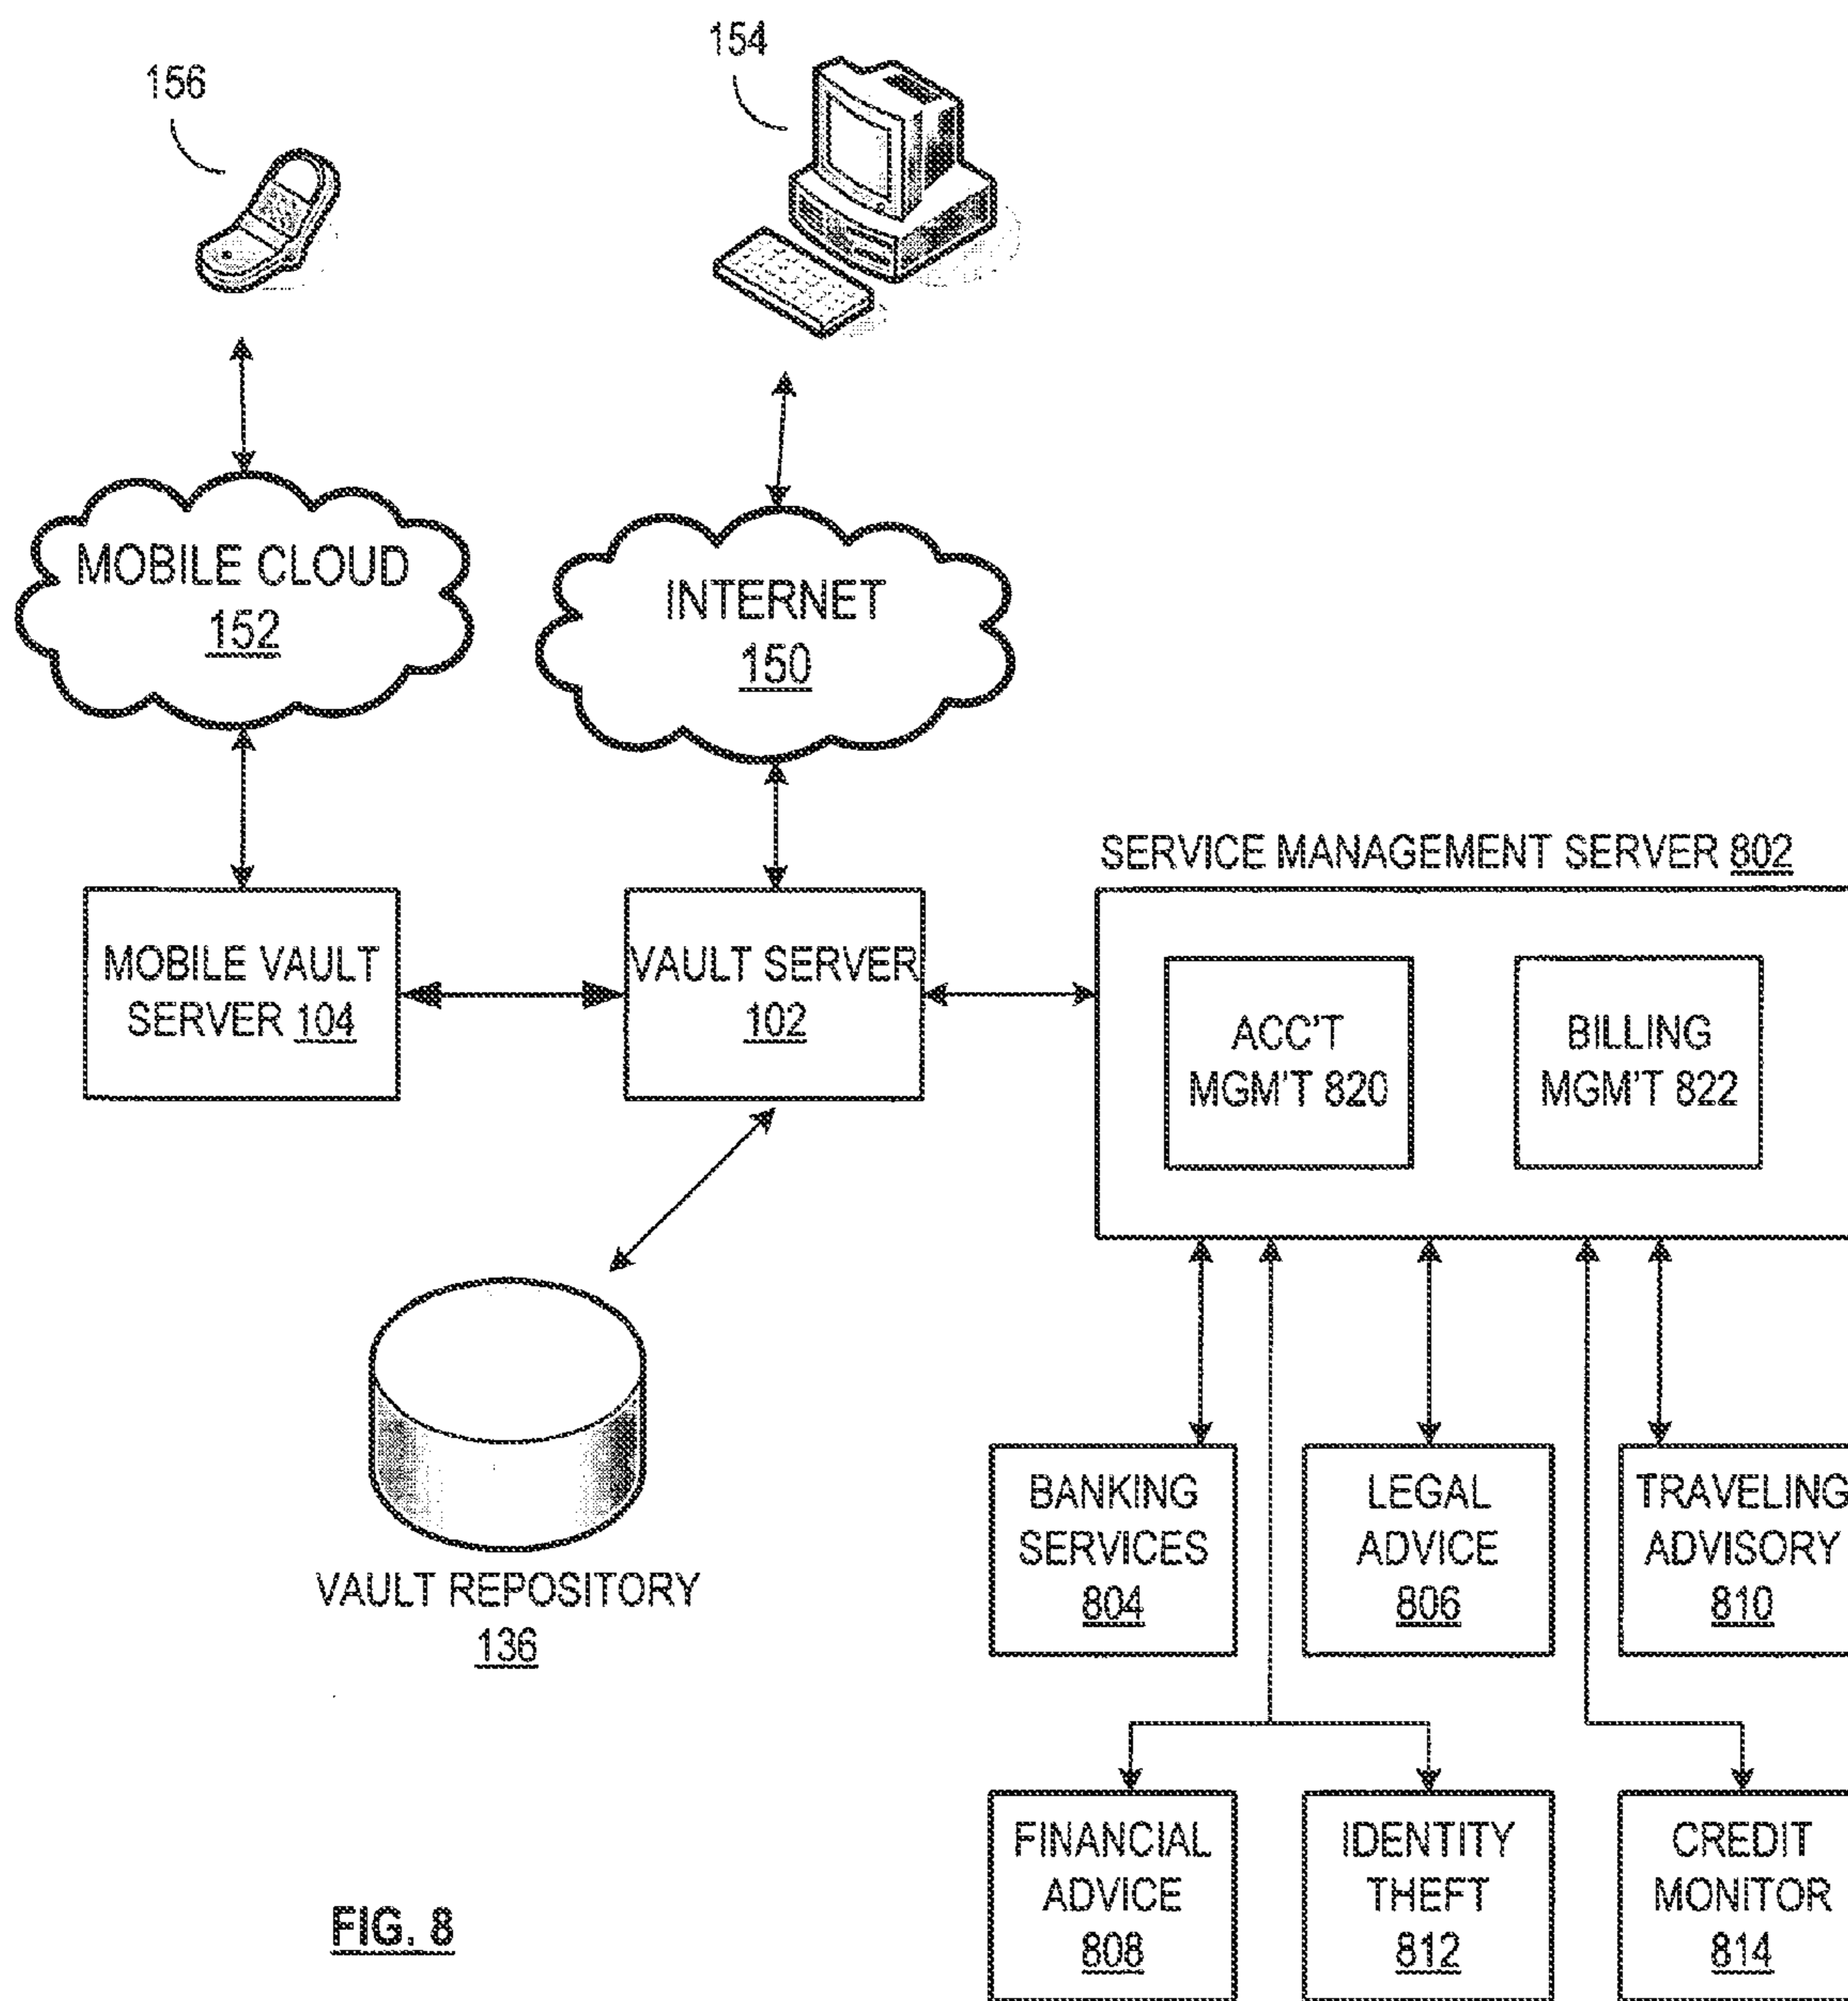 154
156
MOBILE CLOUD
152
INTERNET
150
SERVICE MANAGEMENT SERVER 802
MOBILE VAULT
SERVER 104
VAULT SERVER
102
ACC'T
MGM'T 820
BILLING
MGM'T 822
VAULT REPOSITORY
136
BANKING
SERVICES
804
LEGAL
ADVICE
806
TRAVELING
ADVISORY
810
FINANCIAL
ADVICE
808
IDENTITY
THEFT
812
CREDIT
MONITOR
814
FIG. 8